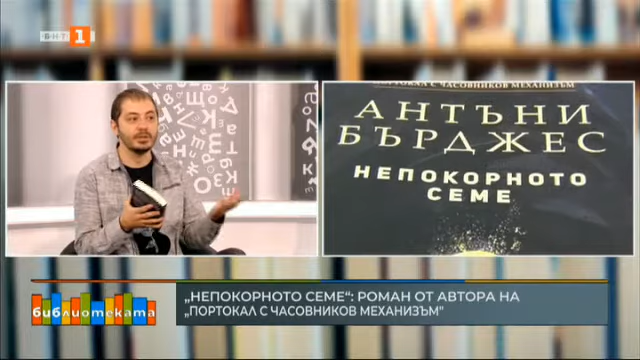 БНТ 1
ПОРТОКАЛ С ЧАСОВНИКОВ МЕХАНИЗЪМ
АНТЪНИ
БЪРДЖЕС
НЕПОКОРНОТО
СЕМЕ
библиотеката
„НЕПОКОРНОТО СЕМЕ“: РОМАН ОТ АВТОРА НА
„ПОРТОКАЛ С ЧАСОВНИКОВ МЕХАНИЗЪМ"